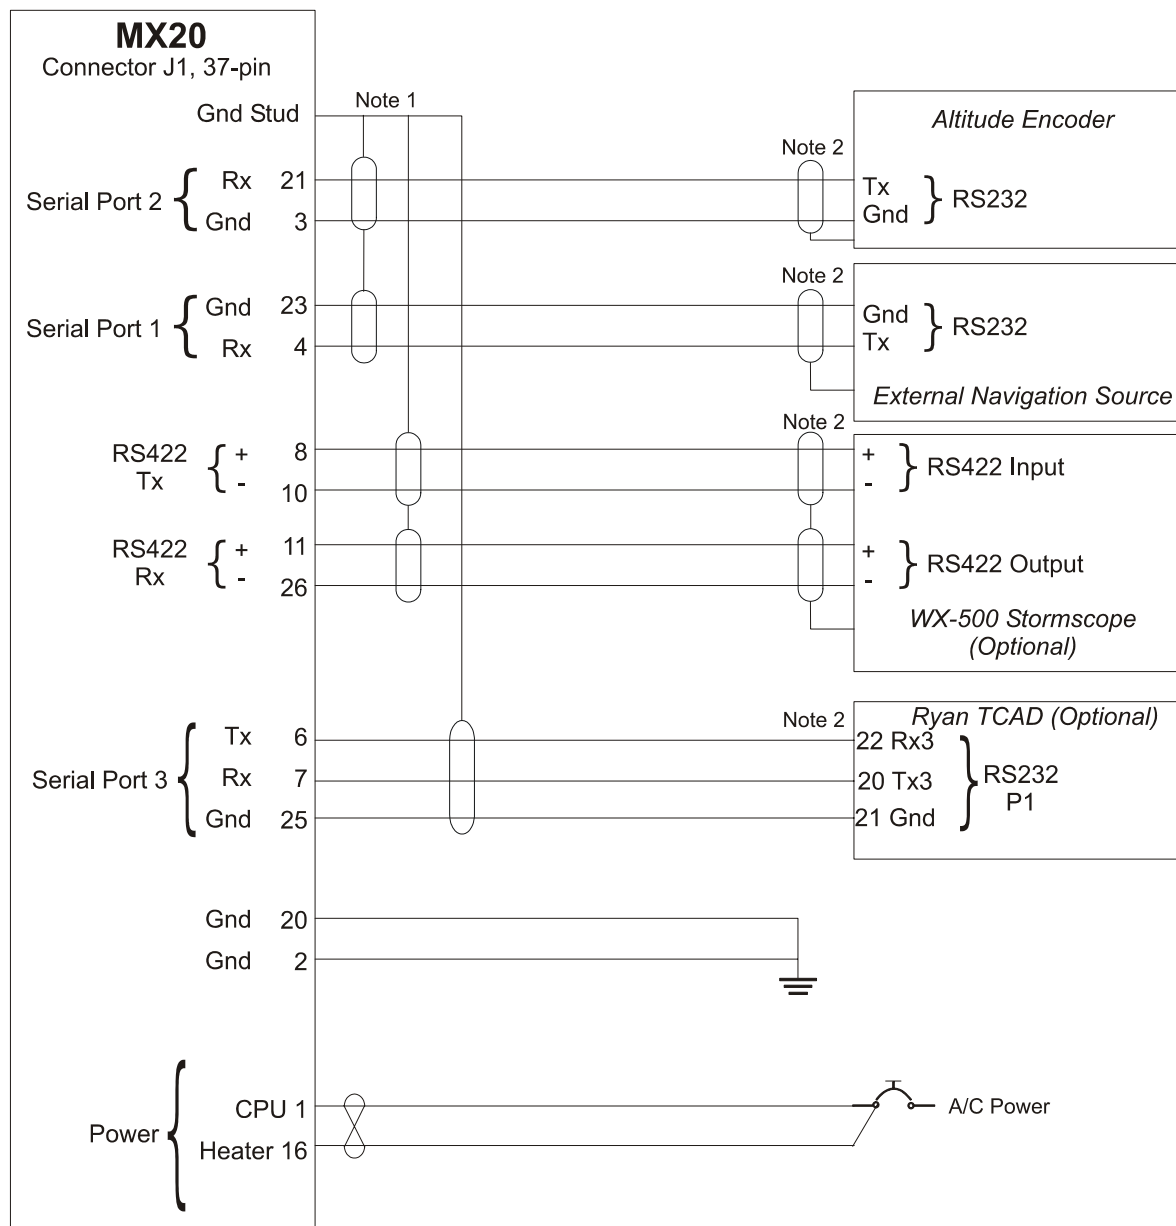 MX20
Connector J1, 37-pin
Gnd Stud
Note 1
Altitude Encoder
Note 2
Serial Port 2 { Rx 21
Gnd 3
Tx
Gnd } RS232
Note 2
Serial Port 1 { Gnd 23
Rx 4
Gnd
Tx } RS232
External Navigation Source
Note 2
RS422
Tx { + 8
- 10
+
- } RS422 Input
RS422
Rx { + 11
- 26
+
- } RS422 Output
WX-500 Stormscope
(Optional)
Note 2
Ryan TCAD (Optional)
Serial Port 3 { Tx 6
Rx 7
Gnd 25
22 Rx3
20 Tx3
21 Gnd
} RS232
P1
Gnd 20
Gnd 2
Power { CPU 1
Heater 16
A/C Power